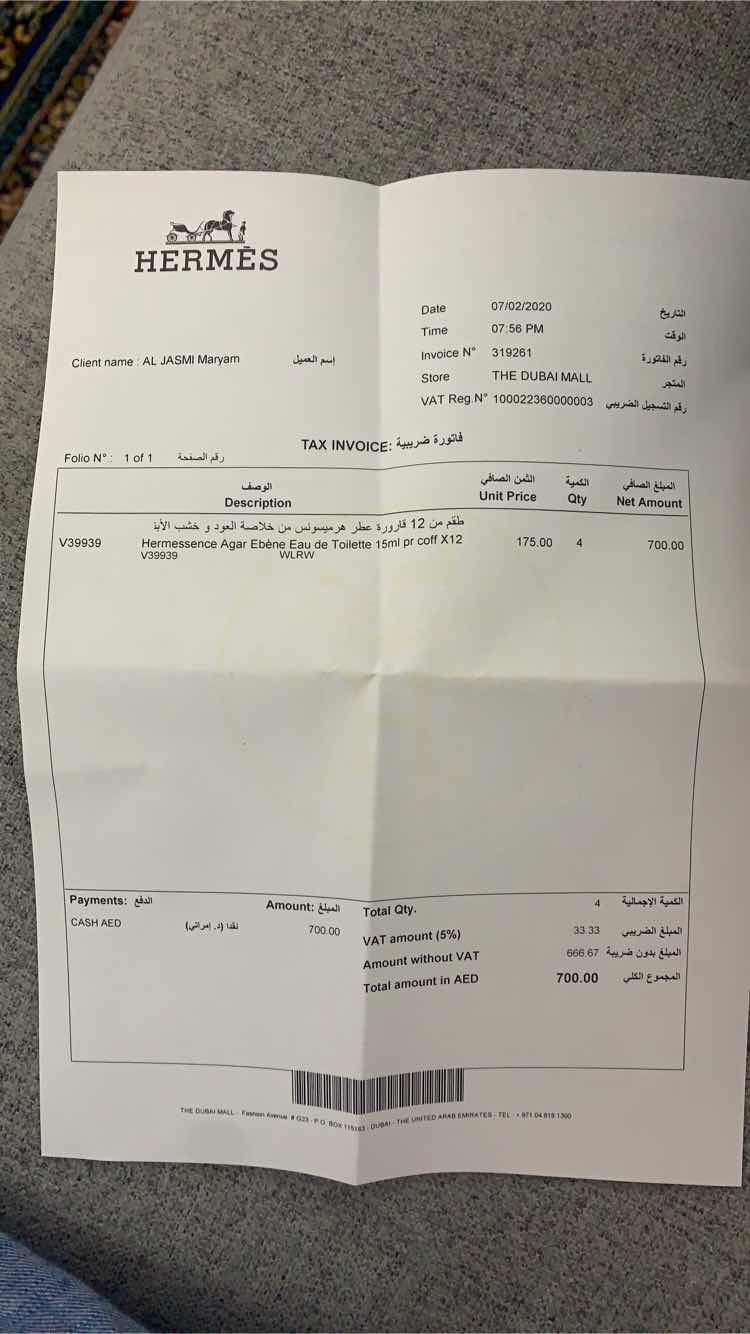 HERMÈS
Date 07/02/2020 التاريخ
Time 07:56 PM الوقت
Invoice N° 319261 رقم الفاتورة
Client name : AL JASMI Maryam إسم العميل
Store THE DUBAI MALL المتجر
VAT Reg.N° 100022360000003 رقم التسجيل الضريبي
TAX INVOICE: فاتورة ضريبية
Folio N° : 1 of 1 رقم الصفحة
الوصف الثمن الصافي الكمية المبلغ الصافي
Description Unit Price Qty Net Amount
طقم من 12 قارورة عطر هرميسونس من خلاصة العود و خشب الأبن
V39939 Hermessence Agar Ebène Eau de Toilette 15ml pr coff X12 175.00 4 700.00
V39939 WLRW
Payments: الدفع Amount: المبلغ Total Qty. 4 الكمية الإجمالية
CASH AED نقدا (د. إمراتي) 700.00
VAT amount (5%) 33.33 المبلغ الضريبي
Amount without VAT 666.67 المبلغ بدون ضريبة
Total amount in AED 700.00 المجموع الكلي
THE DUBAI MALL - Fashion Avenue # G23 - P.O. BOX 115163 - DUBAI - THE UNITED ARAB EMIRATES - TEL : + 971 04 818 1300